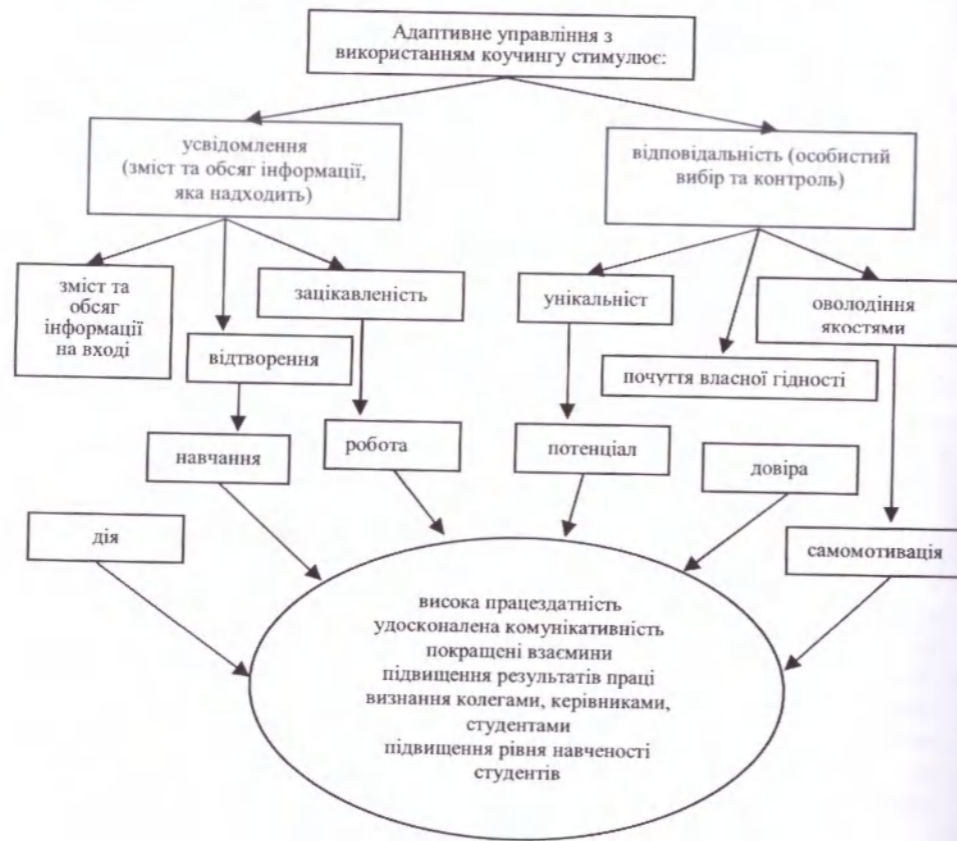 Адаптивне управління з
використанням коучингу стимулює:
усвідомлення
(зміст та обсяг інформації,
яка надходить)
відповідальність (особистий
вибір та контроль)
зміст та
обсяг
інформації
на вході
зацікавленість
унікальніст
оволодіння
якостями
відтворення
почуття власної гідності
навчання
робота
потенціал
довіра
дія
самомотивація
висока працездатність
удосконалена комунікативність
покращені взаємини
підвищення результатів праці
визнання колегами, керівниками,
студентами
підвищення рівня навченості
студентів